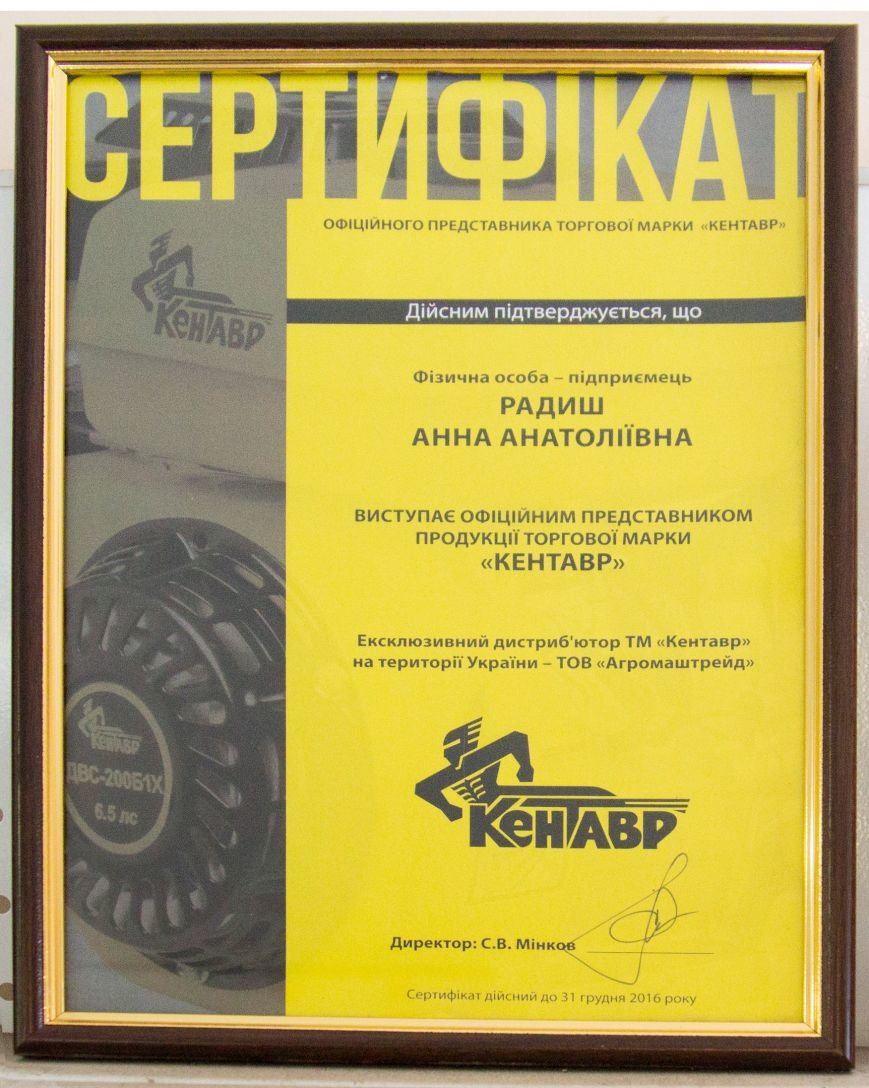 СЕРТИФІКАТ
ОФІЦІЙНОГО ПРЕДСТАВНИКА ТОРГОВОЇ МАРКИ «КЕНТАВР»
Дійсним підтверджується, що
Фізична особа – підприємець
РАДИШ
АННА АНАТОЛІЇВНА
ВИСТУПАЄ ОФІЦІЙНИМ ПРЕДСТАВНИКОМ
ПРОДУКЦІЇ ТОРГОВОЇ МАРКИ
«КЕНТАВР»
Ексклюзивний дистриб'ютор ТМ «Кентавр»
на території України – ТОВ «Агромаштрейд»
КЕНТАВР
Директор: С.В. Мінков
Сертифікат дійсний до 31 грудня 2016 року
КЕНТАВР
КЕНТАВР
ДВС-200Б1Х
6.5 лс